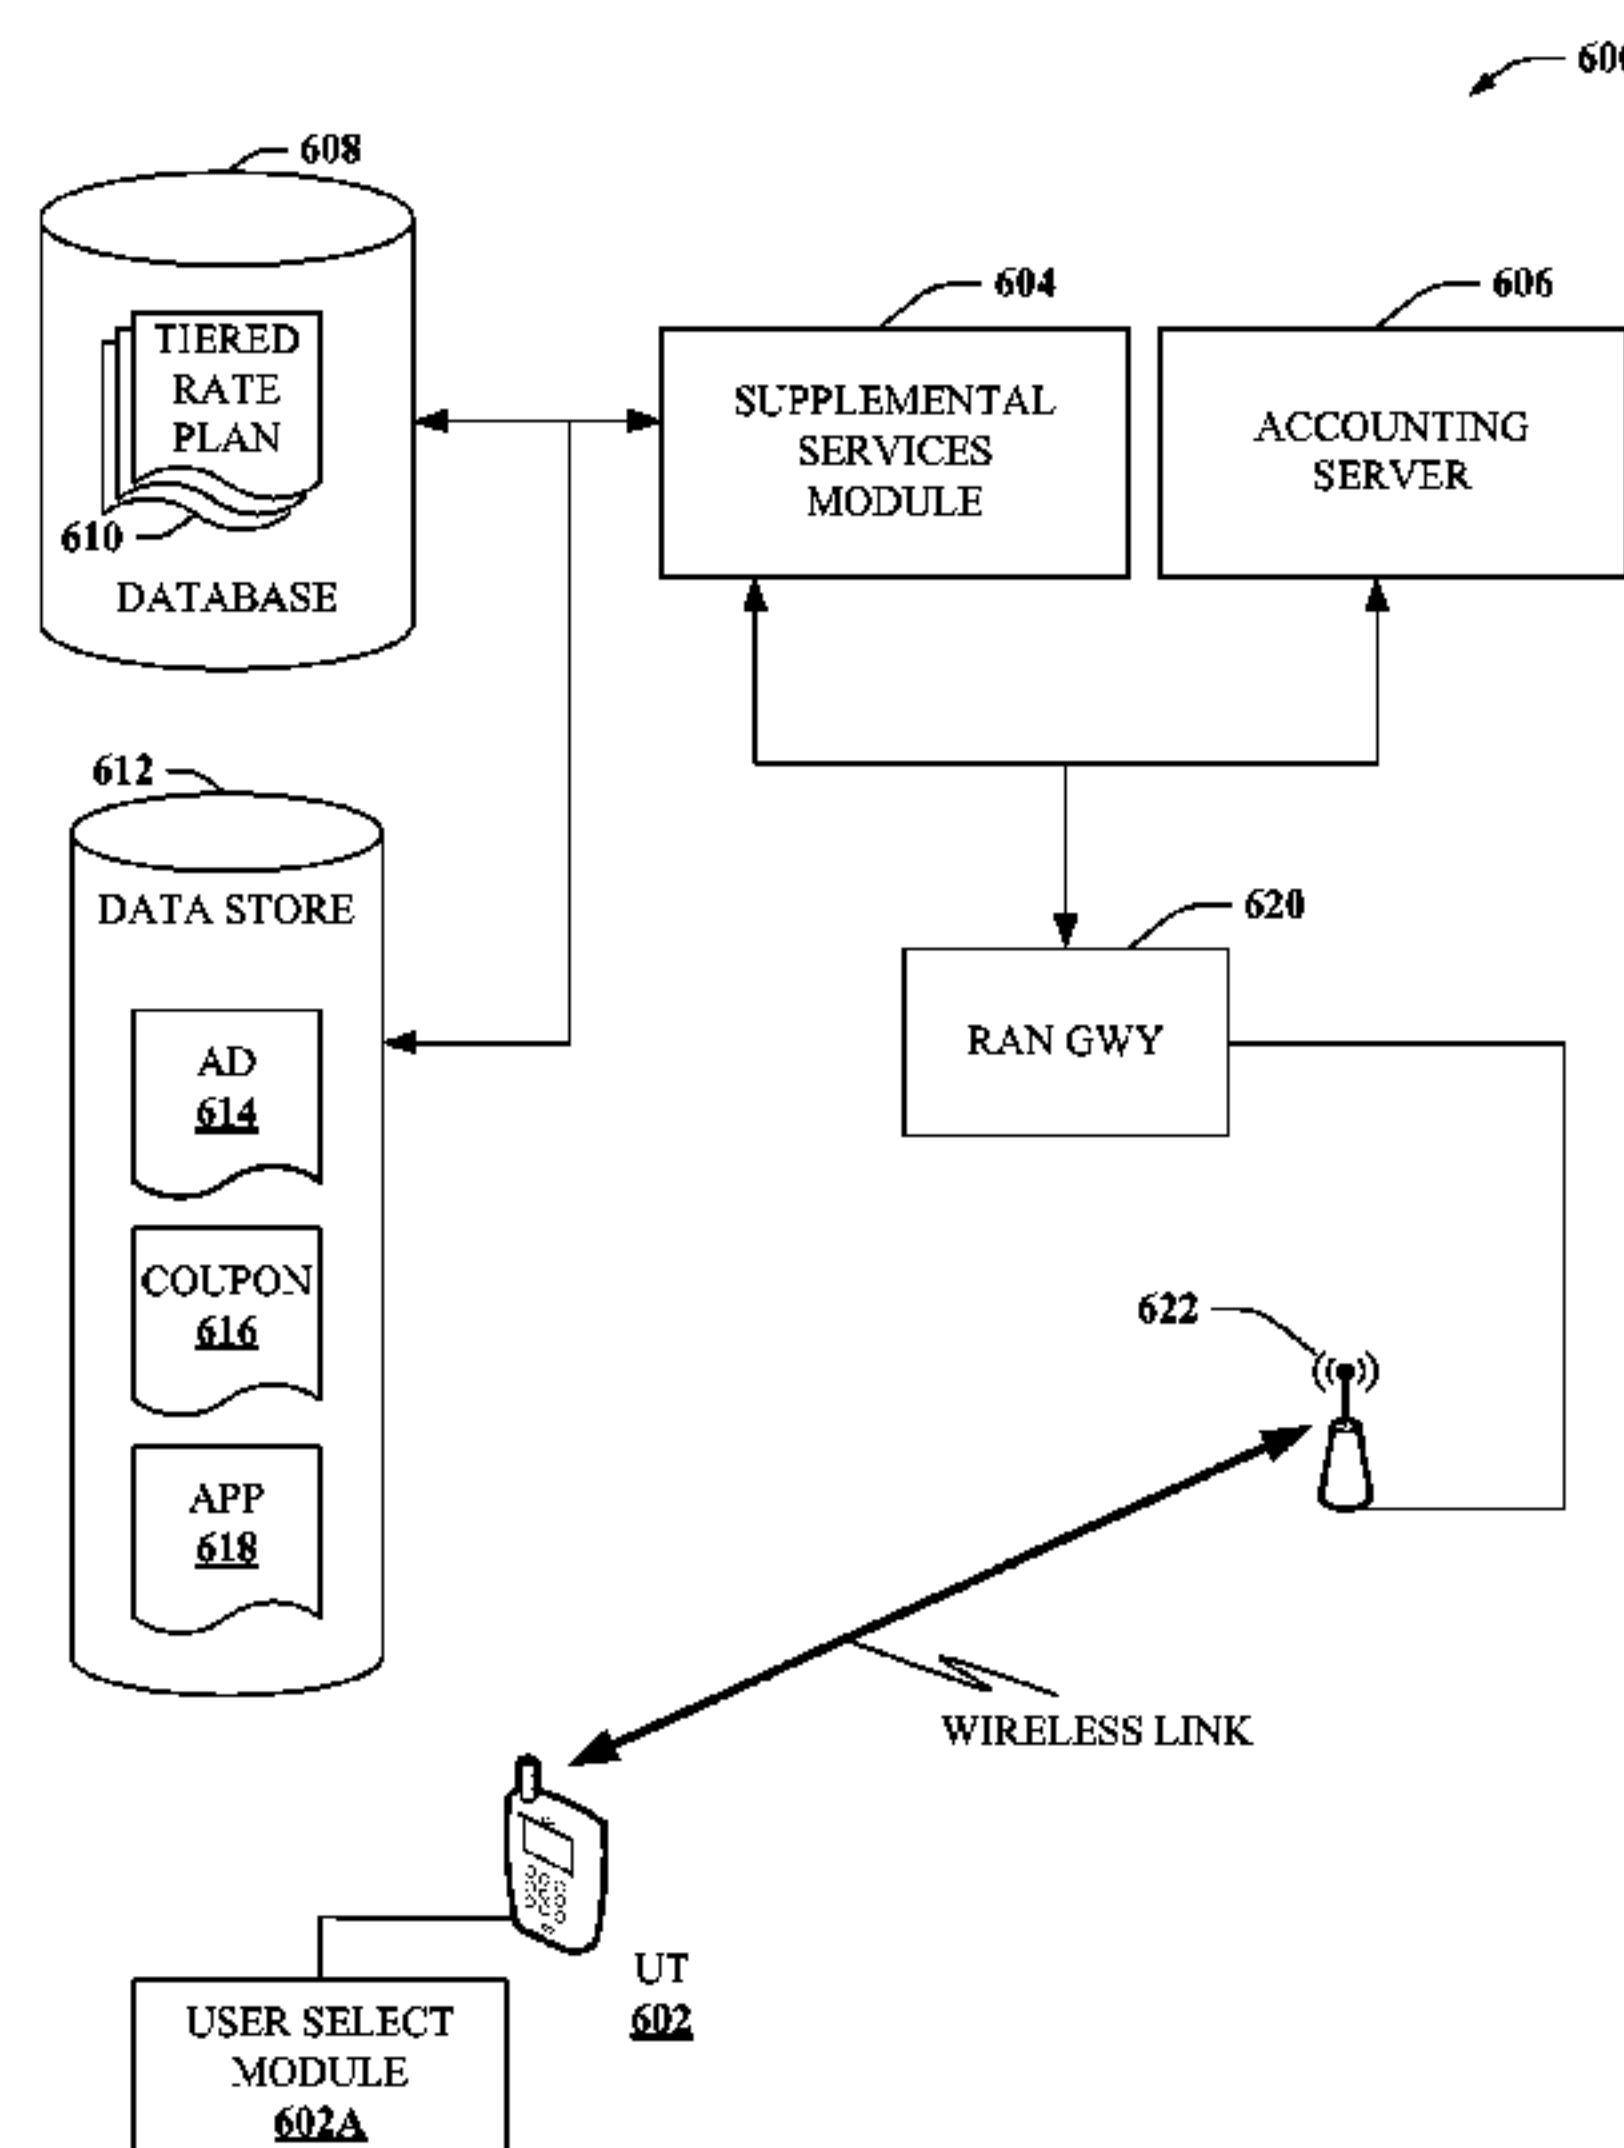 608
TIERED
RATE
PLAN
610
DATABASE
604
SUPPLEMENTAL
SERVICES
MODULE
606
ACCOUNTING
SERVER
612
DATA STORE
AD
614
COUPON
616
APP
618
620
RAN GWY
622
WIRELESS LINK
UT
602
USER SELECT
MODULE
602A